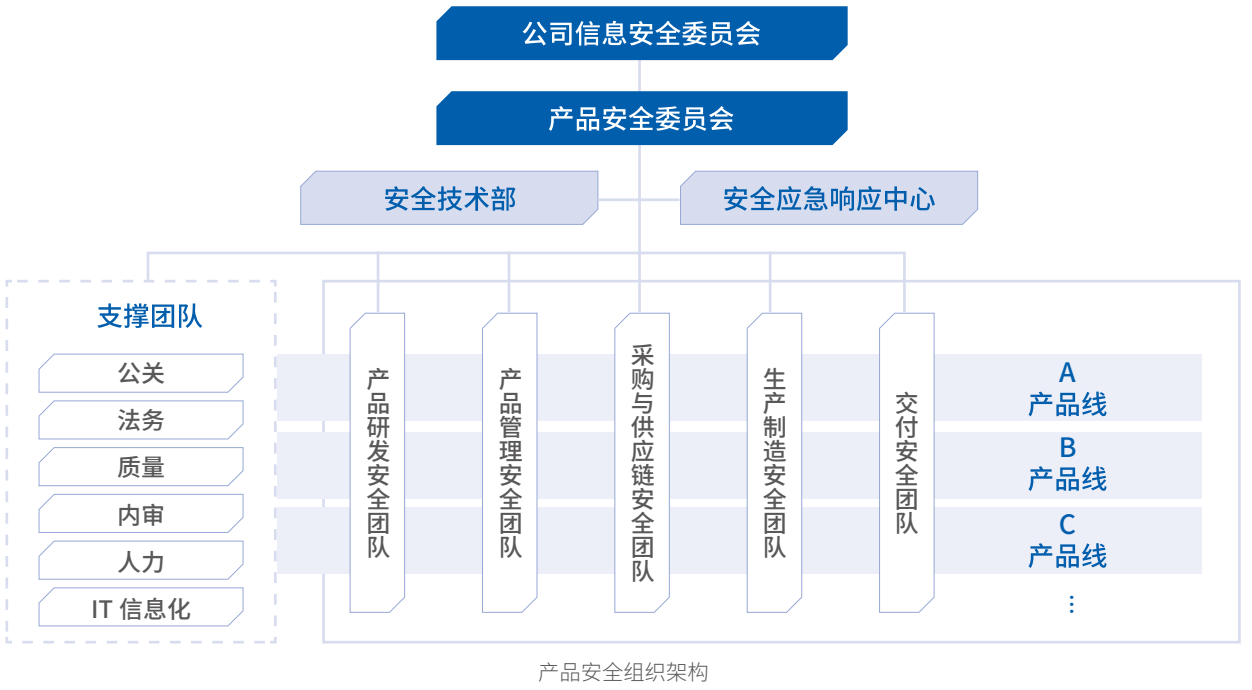 公司信息安全委员会
产品安全委员会
安全技术部
安全应急响应中心
支撑团队
公关
法务
质量
内审
人力
IT 信息化
产品研发安全团队
产品管理安全团队
采购与供应链安全团队
生产制造安全团队
交付安全团队
A
产品线
B
产品线
C
产品线
⋮
产品安全组织架构